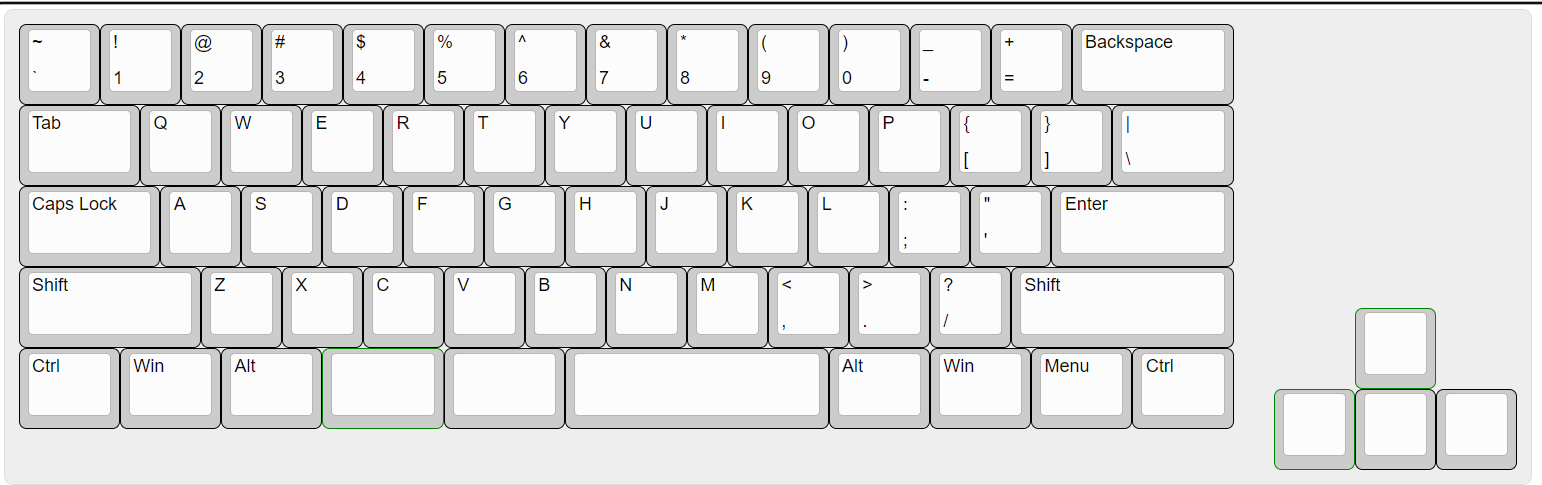 ~ ! @ # $ % ^ & * ( ) _ + Backspace
` 1 2 3 4 5 6 7 8 9 0 - =
Tab Q W E R T Y U I O P { } |
[ ] \
Caps Lock A S D F G H J K L : " Enter
; '
Shift Z X C V B N M < > ? Shift
, . /
Ctrl Win Alt Alt Win Menu Ctrl